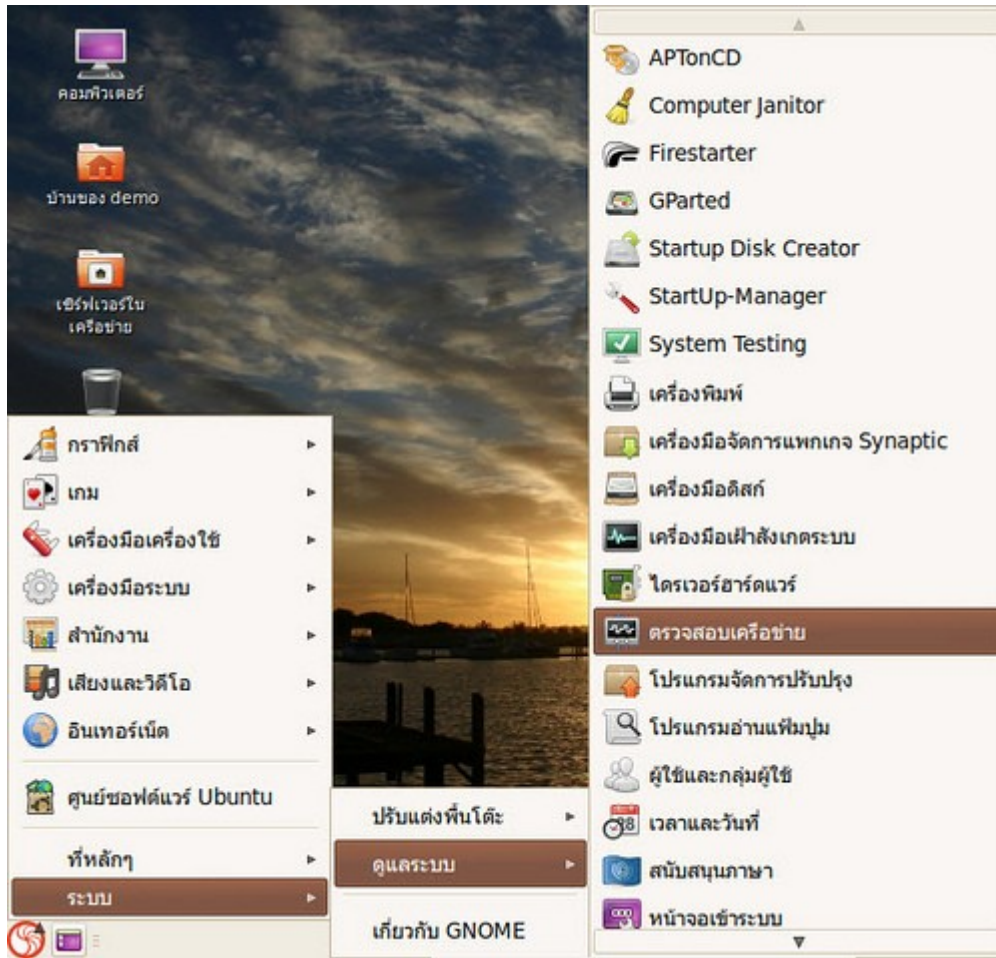 คอมพิวเตอร์
บ้านของ demo
เซิร์ฟเวอร์ใน
เครือข่าย
กราฟิกส์
เกม
เครื่องมือเครื่องใช้
เครื่องมือระบบ
สำนักงาน
เสียงและวิดีโอ
อินเทอร์เน็ต
ศูนย์ซอฟต์แวร์ Ubuntu
ที่หลักๆ
ระบบ
ปรับแต่งพื้นโต๊ะ
ดูแลระบบ
เกี่ยวกับ GNOME
APTonCD
Computer Janitor
Firestarter
GParted
Startup Disk Creator
StartUp-Manager
System Testing
เครื่องพิมพ์
เครื่องมือจัดการแพกเกจ Synaptic
เครื่องมือดิสก์
เครื่องมือเฝ้าสังเกตระบบ
ไดรเวอร์ฮาร์ดแวร์
ตรวจสอบเครือข่าย
โปรแกรมจัดการปรับปรุง
โปรแกรมอ่านแฟ้มปูม
ผู้ใช้และกลุ่มผู้ใช้
เวลาและวันที่
สนับสนุนภาษา
หน้าจอเข้าระบบ